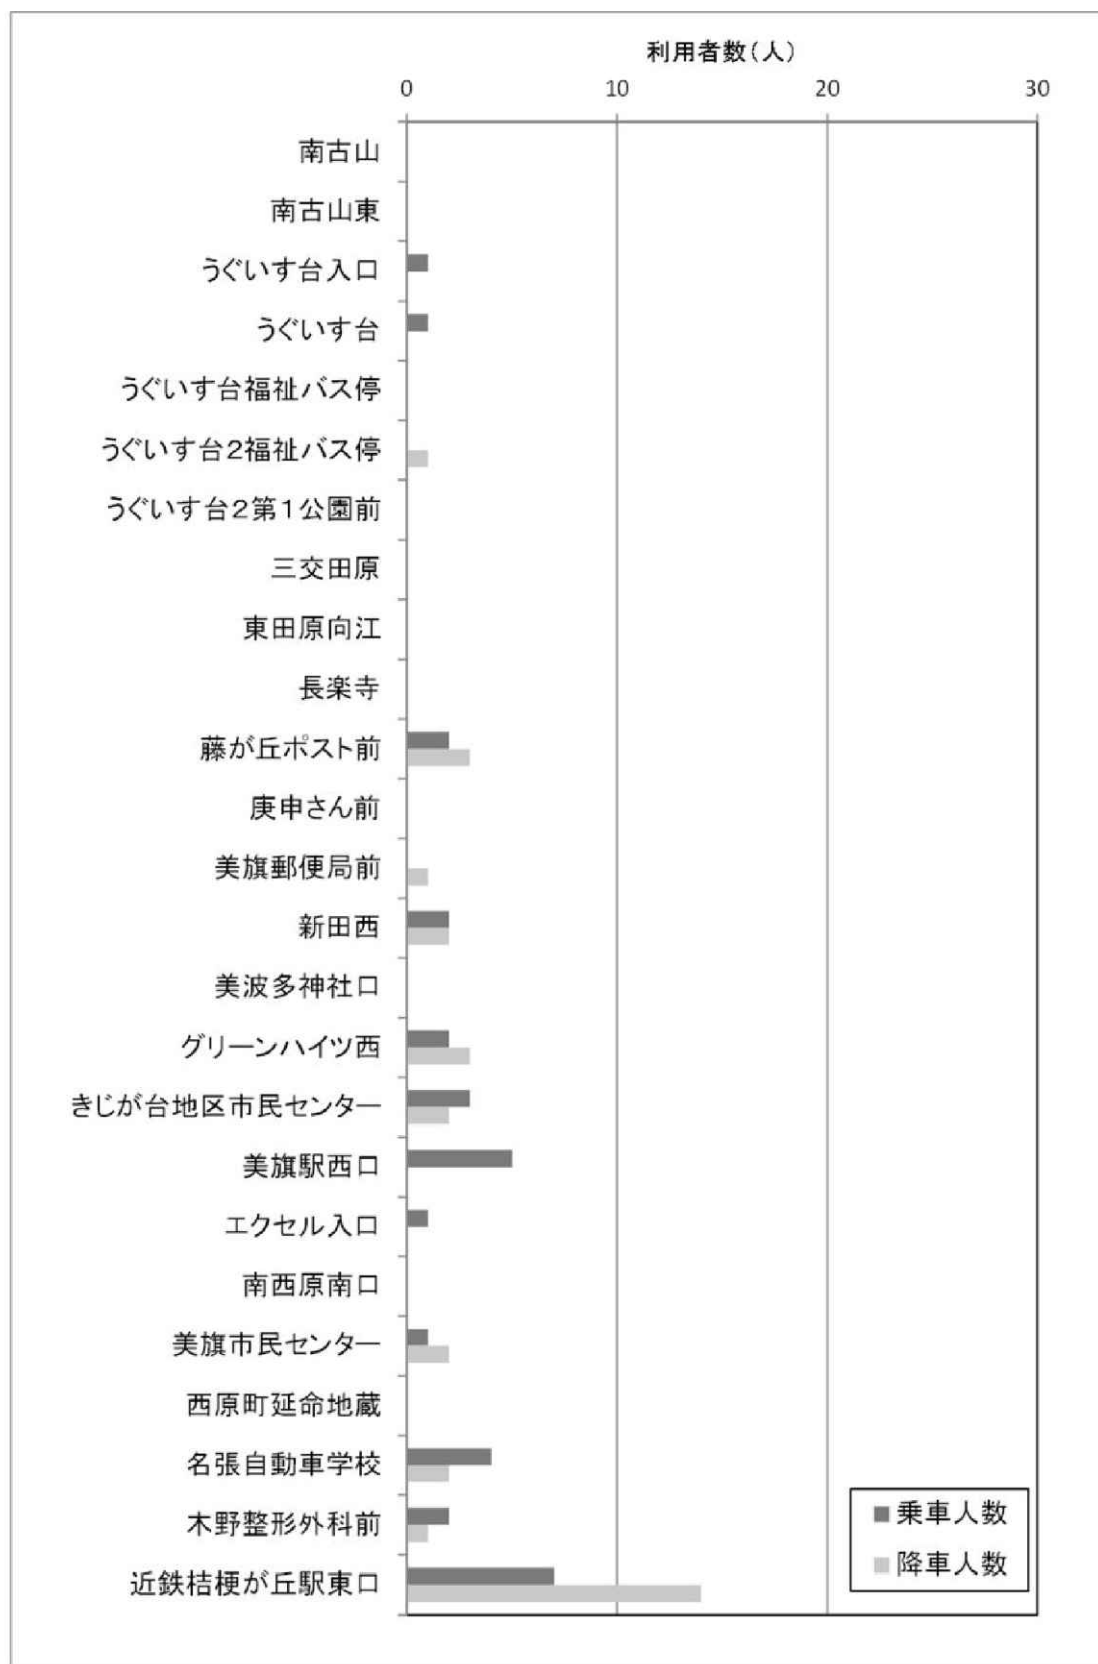 利用者数(人)
0 10 20 30
南古山
南古山東
うぐいす台入口
うぐいす台
うぐいす台福祉バス停
うぐいす台2福祉バス停
うぐいす台2第1公園前
三交田原
東田原向江
長楽寺
藤が丘ポスト前
庚申さん前
美旗郵便局前
新田西
美波多神社口
グリーンハイツ西
きじが台地区市民センター
美旗駅西口
エクセル入口
南西原南口
美旗市民センター
西原町延命地蔵
名張自動車学校
木野整形外科前
近鉄桔梗が丘駅東口
乗車人数
降車人数